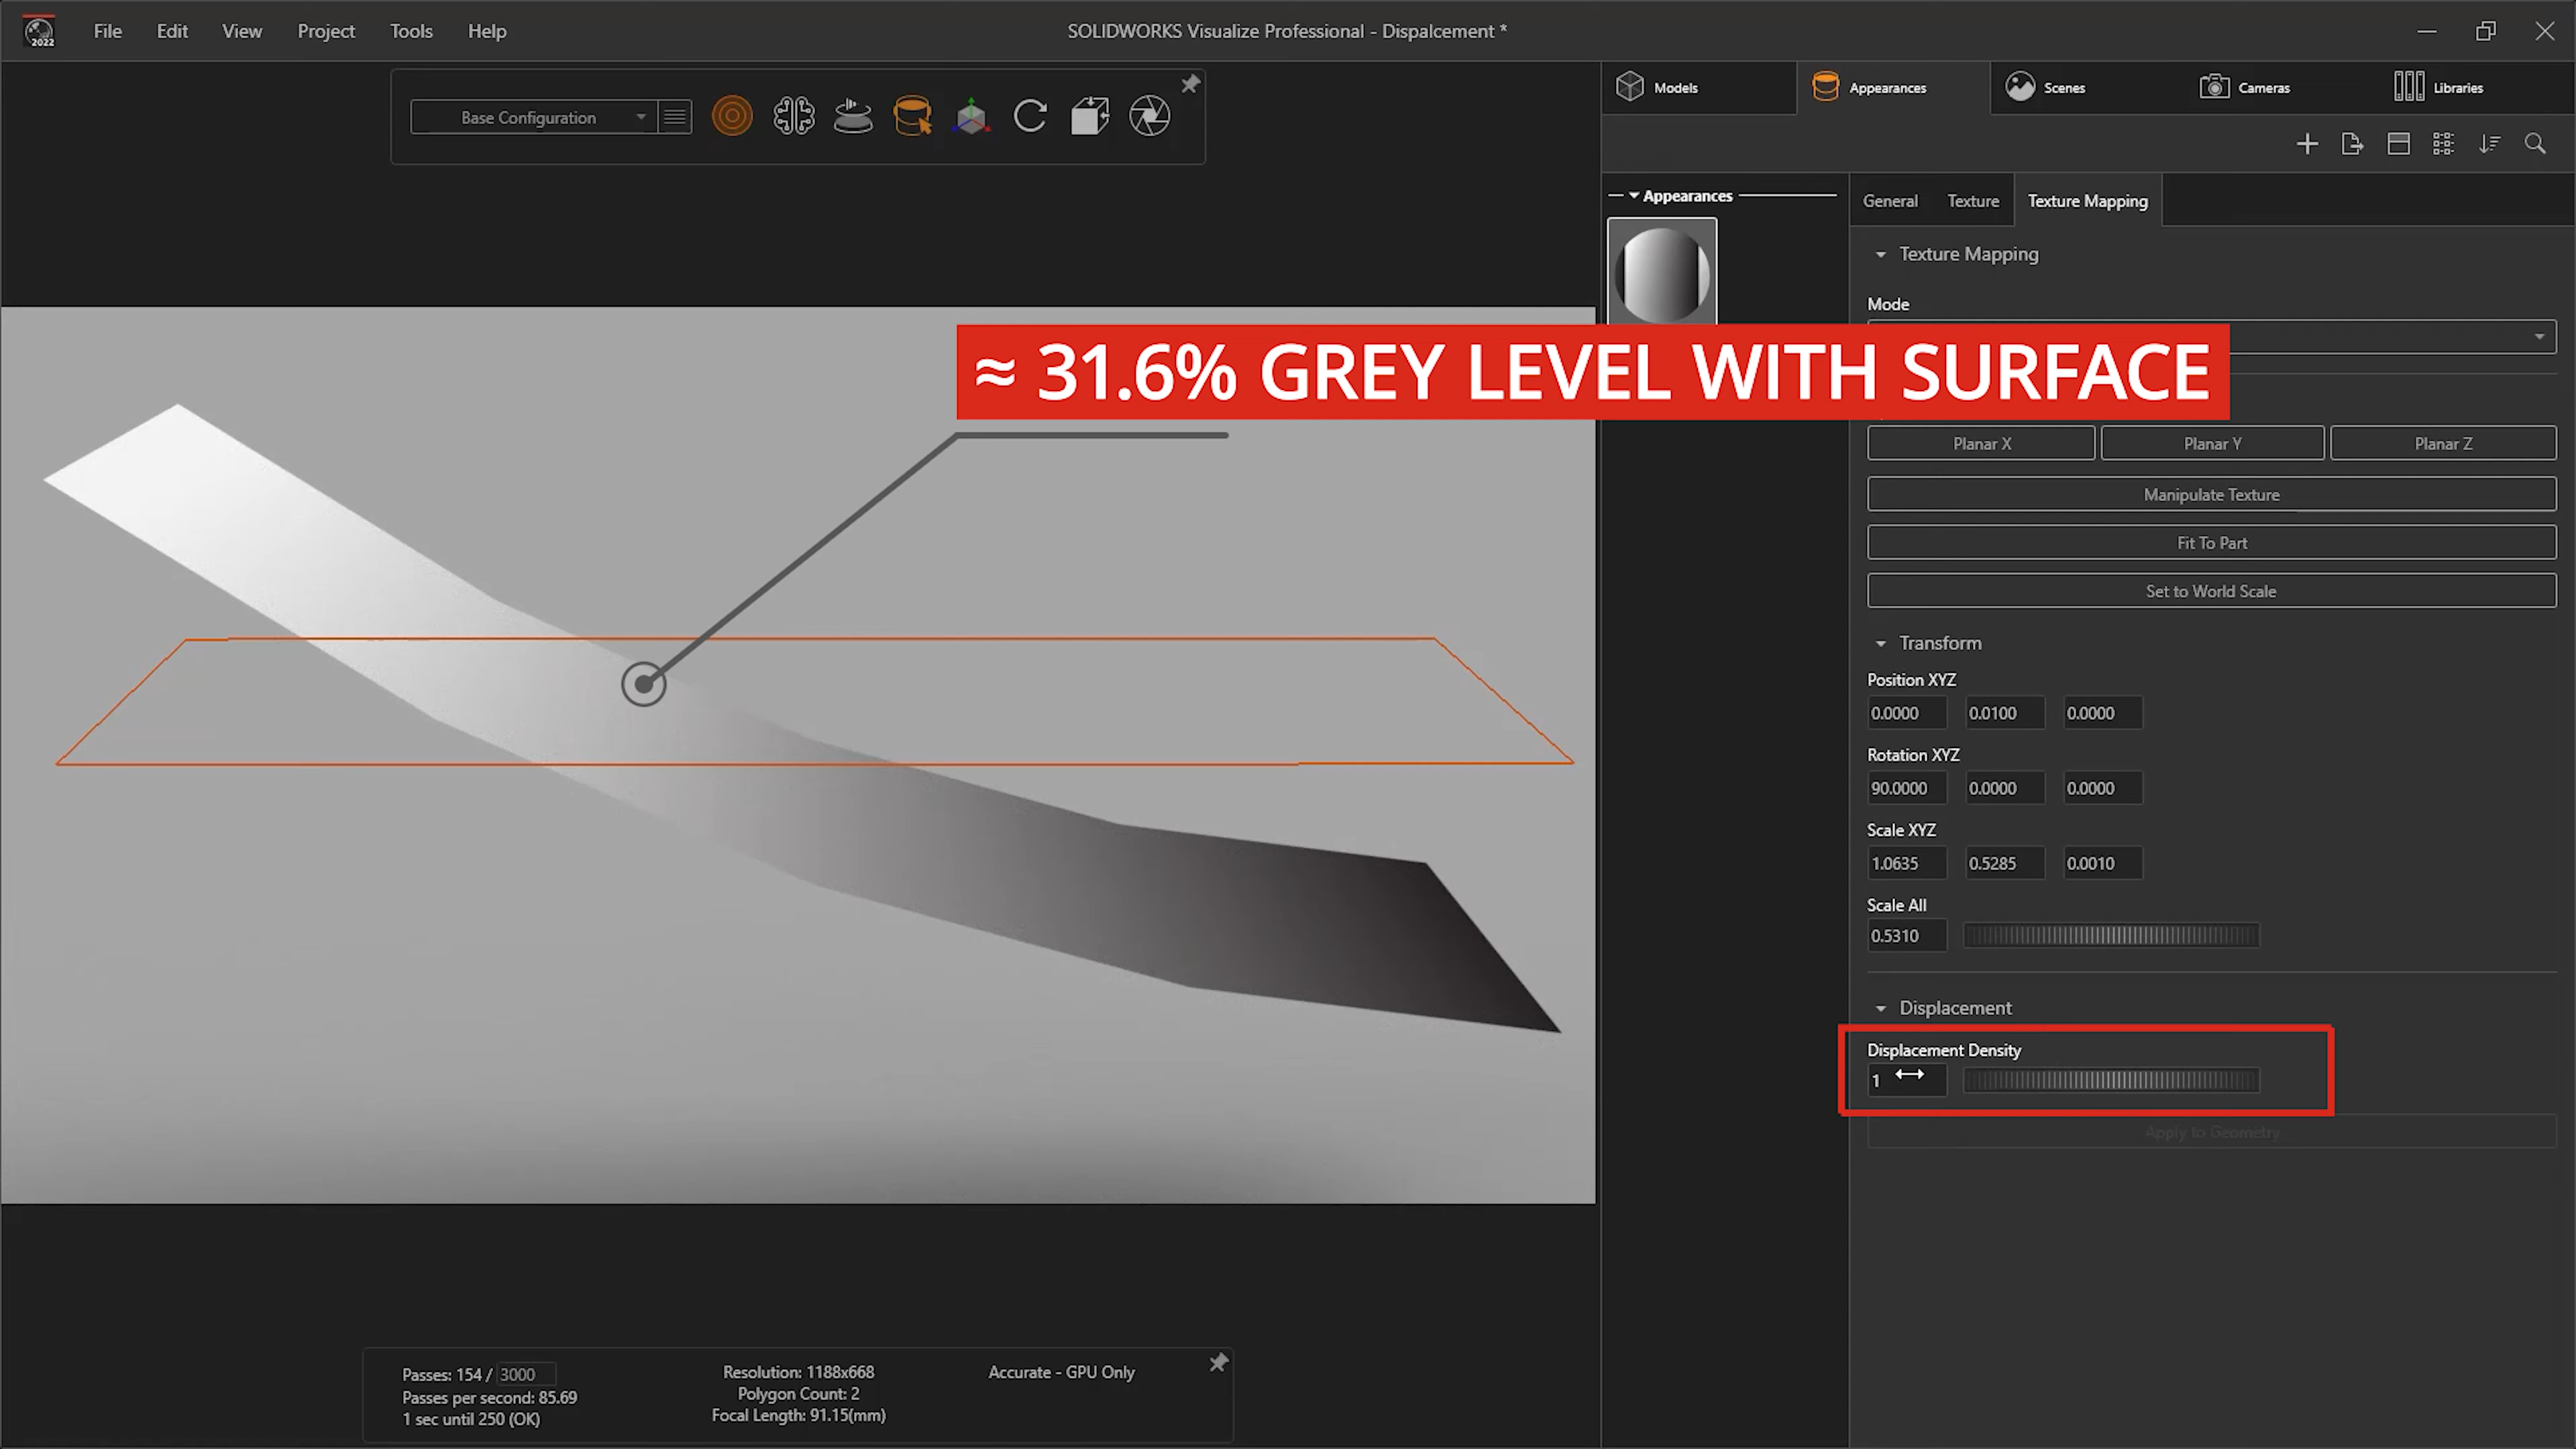 2022
File Edit View Project Tools Help
SOLIDWORKS Visualize Professional - Dispalcement *
Base Configuration
Models Appearances Scenes Cameras Libraries
Appearances
General Texture Texture Mapping
Texture Mapping
Mode
≈ 31.6% GREY LEVEL WITH SURFACE
Planar X Planar Y Planar Z
Manipulate Texture
Fit To Part
Set to World Scale
Transform
Position XYZ
0.0000 0.0100 0.0000
Rotation XYZ
90.0000 0.0000 0.0000
Scale XYZ
1.0635 0.5285 0.0010
Scale All
0.5310
Displacement
Displacement Density
1
Apply to Geometry
Passes: 154 / 3000
Passes per second: 85.69
1 sec until 250 (OK)
Resolution: 1188x668
Polygon Count: 2
Focal Length: 91.15(mm)
Accurate - GPU Only